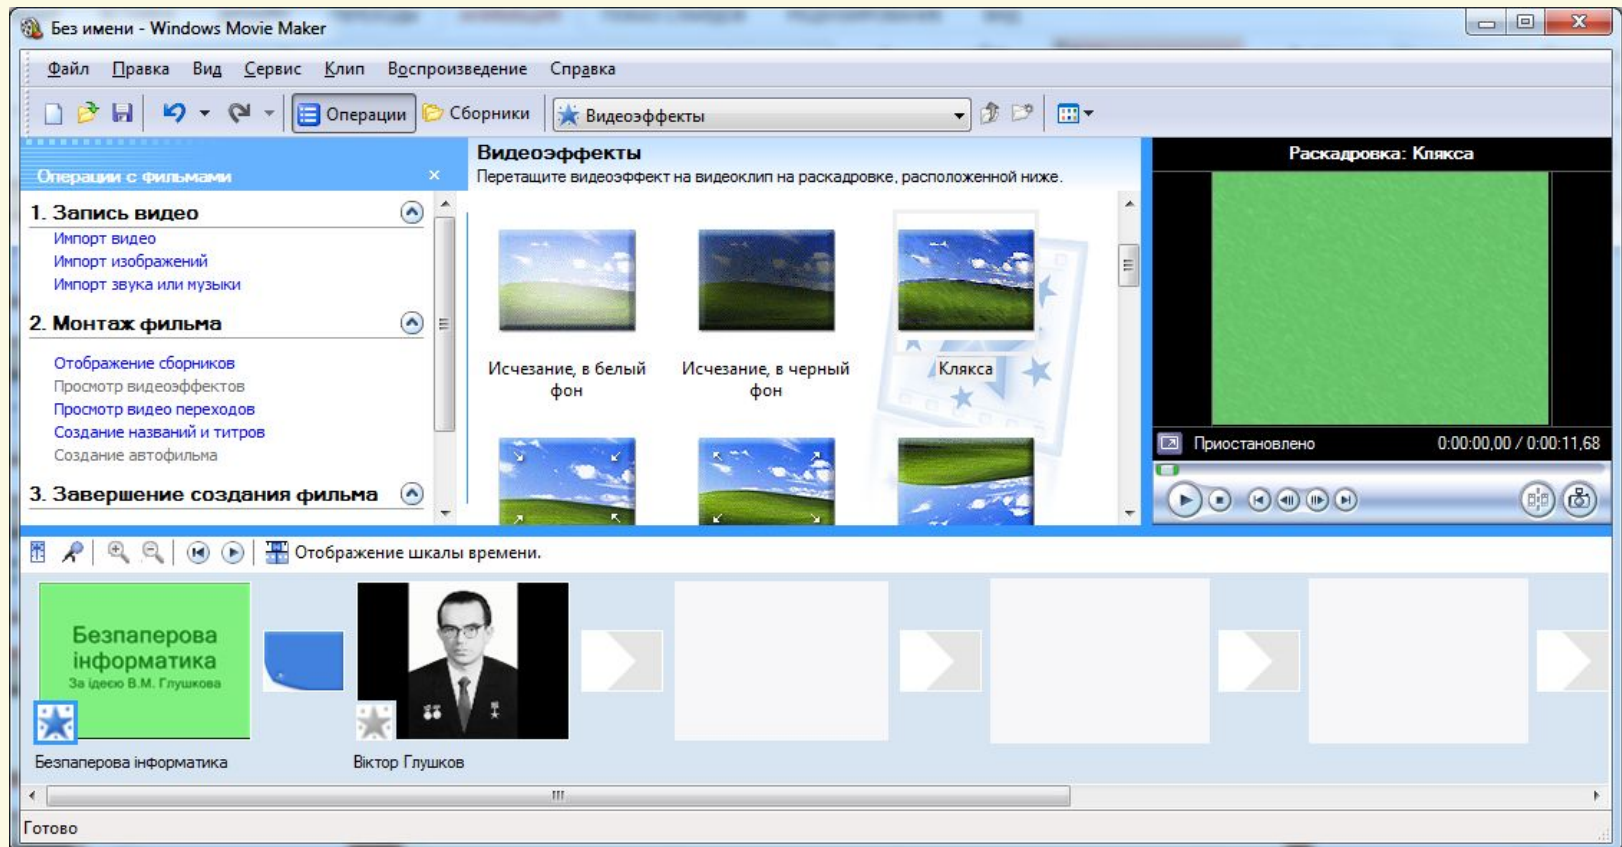 Без имени - Windows Movie Maker
Файл Правка Вид Сервис Клип Воспроизведение Справка
Операции Сборники Видеоэффекты
Операции с фильмами
1. Запись видео
Импорт видео
Импорт изображений
Импорт звука или музыки
2. Монтаж фильма
Отображение сборников
Просмотр видеоэффектов
Просмотр видео переходов
Создание названий и титров
Создание автофильма
3. Завершение создания фильма
Видеоэффекты
Перетащите видеоэффект на видеоклип на раскадровке, расположенной ниже.
Исчезание, в белый
фон
Исчезание, в черный
фон
Клякса
Раскадровка: Клякса
Приостановлено 0:00:00,00 / 0:00:11,68
Отображение шкалы времени.
Безпаперова
інформатика
За ідеєю В.М. Глушкова
Безпаперова інформатика
Віктор Глушков
Готово